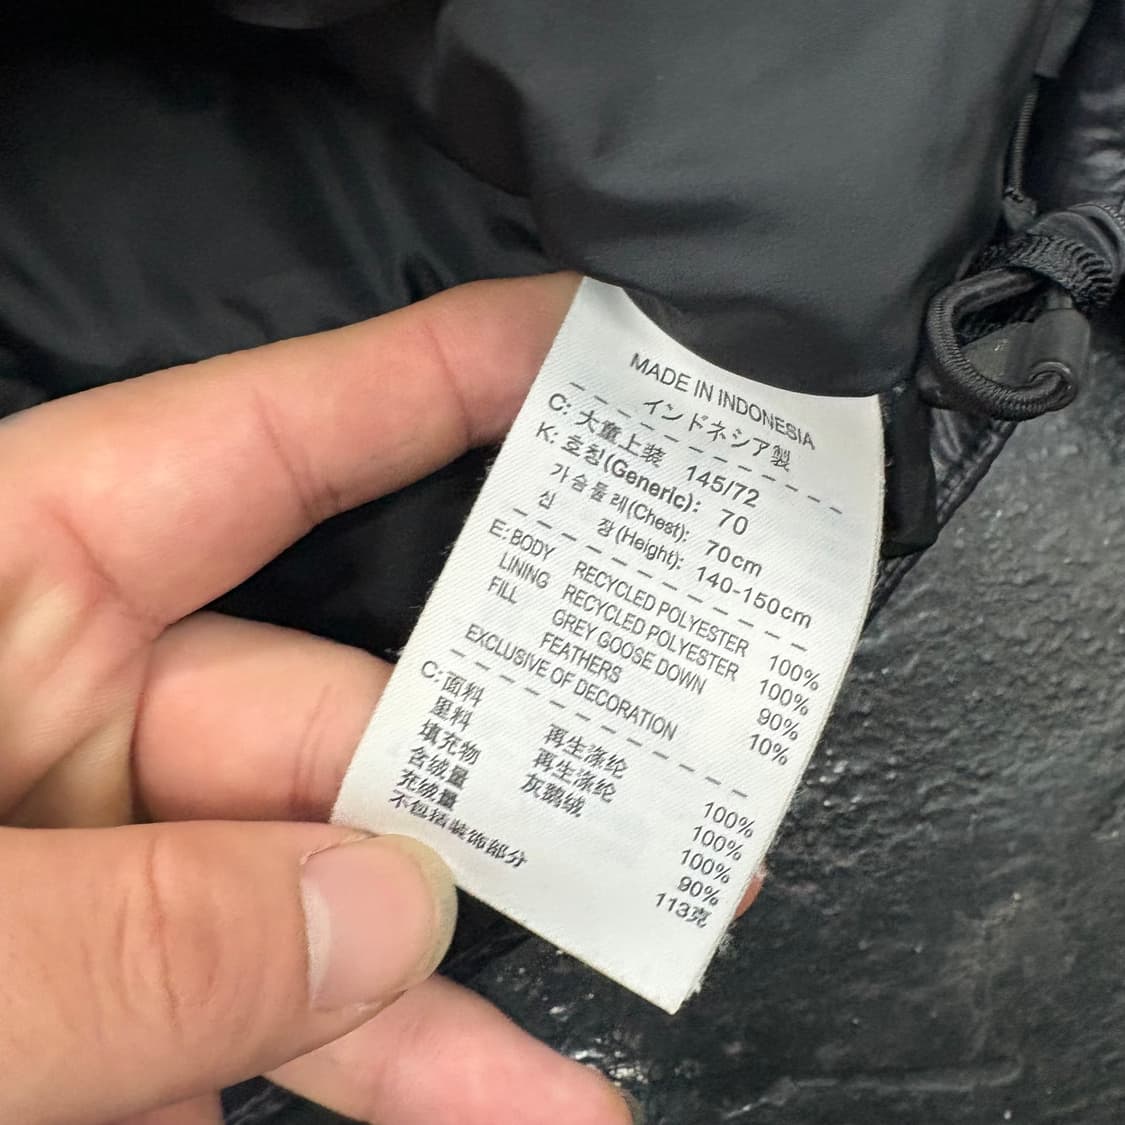 MADE IN INDONESIA
インドネシア製
C: 大童上装 145/72
K: 호칭(Generic): 70
가슴둘레(Chest): 70cm
신 장(Height): 140-150cm
E: BODY RECYCLED POLYESTER 100%
LINING RECYCLED POLYESTER 100%
FILL GREY GOOSE DOWN 90%
FEATHERS 10%
EXCLUSIVE OF DECORATION
C: 面料 再生涤纶 100%
里料 再生涤纶 100%
填充物 灰鹅绒 100%
含绒量 90%
充绒量 113克
不包括装饰部分